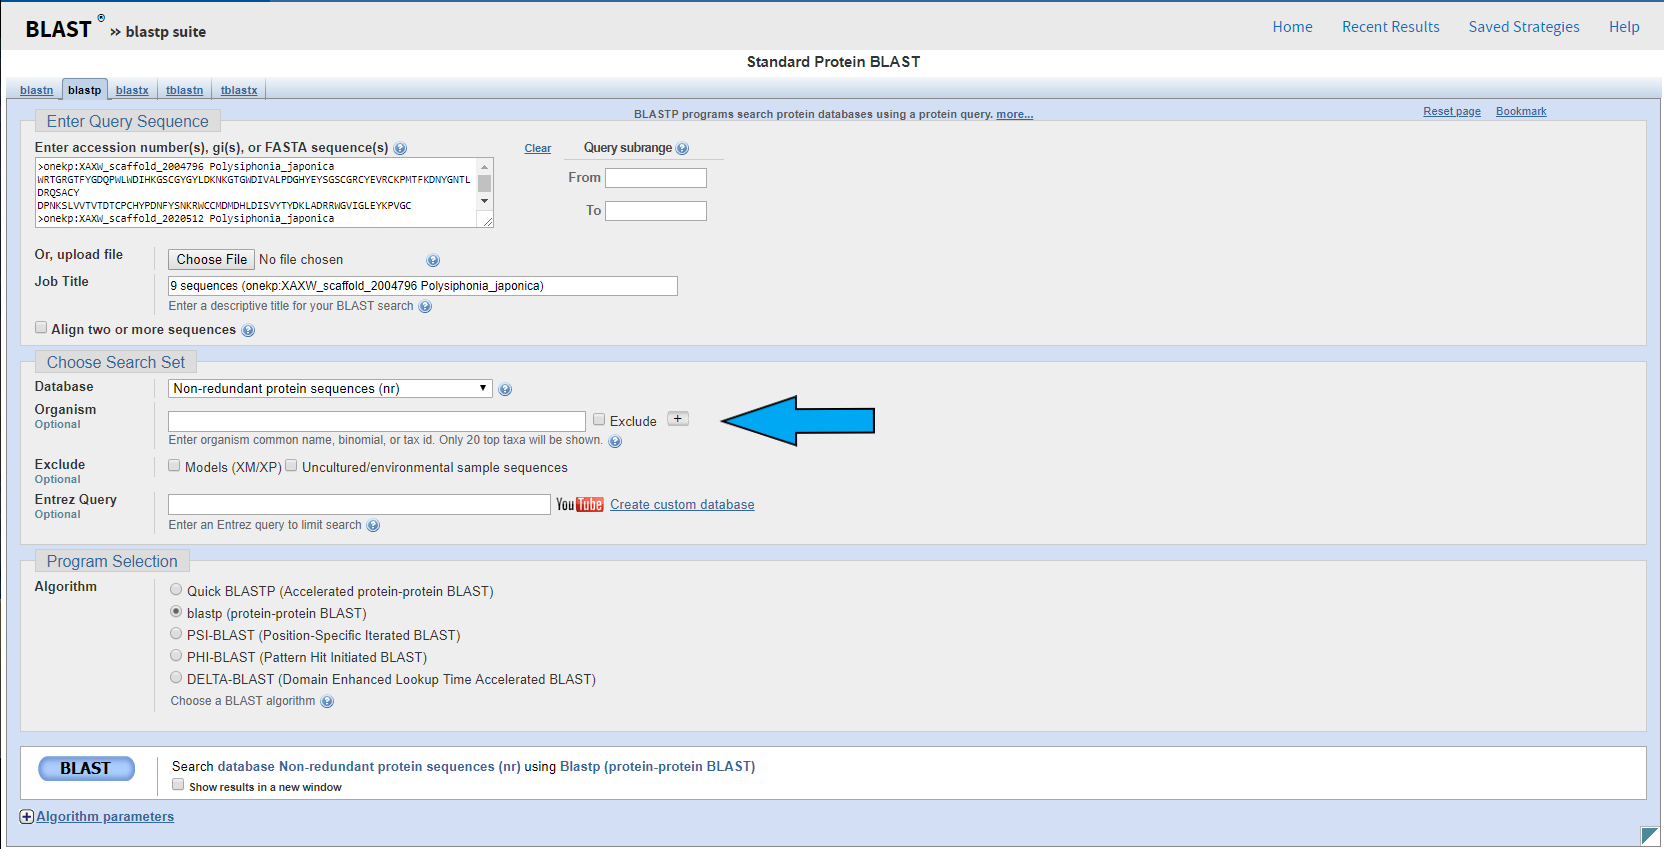 BLAST ® » blastp suite
Home Recent Results Saved Strategies Help
Standard Protein BLAST
blastn blastp blastx tblastn tblastx
BLASTP programs search protein databases using a protein query. more...
Reset page Bookmark
Enter Query Sequence
Enter accession number(s), gi(s), or FASTA sequence(s) ? Clear Query subrange ?
>onekp:XAXW_scaffold_2004796 Polysiphonia_japonica
WRTGRGTFYGDQPWLWDIHKGSCGYGYLDKNKGTGWDIVALPDGHYEYSGSCGRCYEVRCKPMTFKDNYGNTL
DRQSACY
DPNKSLVVTVTDTCPCHYPDNFYSNKRWCCMDMDHLDISVYTYDKLADRRWGVIGLEYKPVGC
>onekp:XAXW_scaffold_2020512 Polysiphonia_japonica
From
To
Or, upload file Choose File No file chosen ?
Job Title 9 sequences (onekp:XAXW_scaffold_2004796 Polysiphonia_japonica)
Enter a descriptive title for your BLAST search ?
Align two or more sequences ?
Choose Search Set
Database Non-redundant protein sequences (nr) ?
Organism
Optional
Exclude +
Enter organism common name, binomial, or tax id. Only 20 top taxa will be shown. ?
Exclude
Optional
Models (XM/XP) Uncultured/environmental sample sequences
Entrez Query
Optional
YouTube Create custom database
Enter an Entrez query to limit search ?
Program Selection
Algorithm
Quick BLASTP (Accelerated protein-protein BLAST)
blastp (protein-protein BLAST)
PSI-BLAST (Position-Specific Iterated BLAST)
PHI-BLAST (Pattern Hit Initiated BLAST)
DELTA-BLAST (Domain Enhanced Lookup Time Accelerated BLAST)
Choose a BLAST algorithm ?
BLAST Search database Non-redundant protein sequences (nr) using Blastp (protein-protein BLAST)
Show results in a new window
+ Algorithm parameters